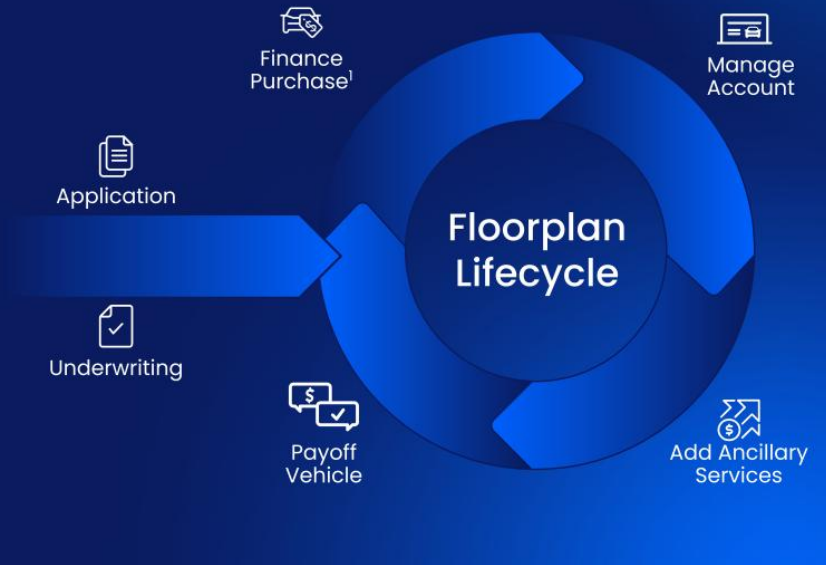 Finance
Purchase¹
Manage
Account
Application
Floorplan
Lifecycle
Underwriting
Payoff
Vehicle
Add Ancillary
Services